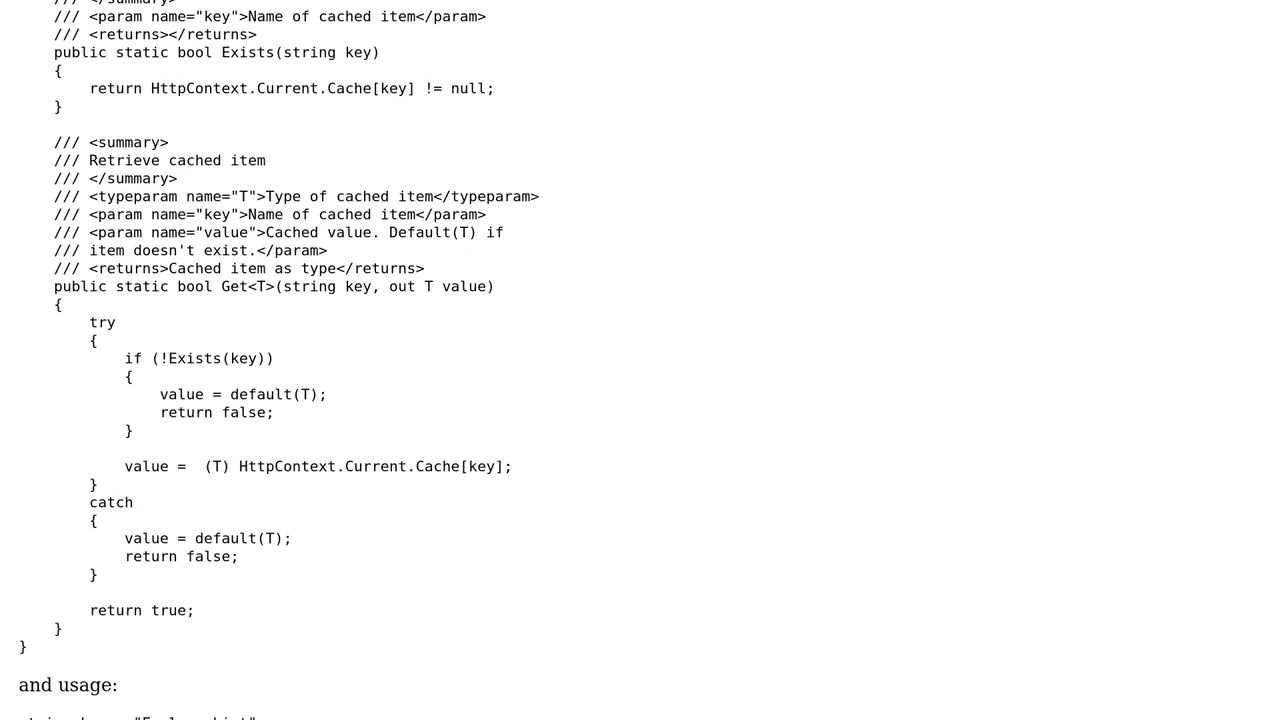 /// </summary>
    /// <param name="key">Name of cached item</param>
    /// <returns></returns>
    public static bool Exists(string key)
    {
        return HttpContext.Current.Cache[key] != null;
    }

    /// <summary>
    /// Retrieve cached item
    /// </summary>
    /// <typeparam name="T">Type of cached item</typeparam>
    /// <param name="key">Name of cached item</param>
    /// <param name="value">Cached value. Default(T) if
    /// item doesn't exist.</param>
    /// <returns>Cached item as type</returns>
    public static bool Get<T>(string key, out T value)
    {
        try
        {
            if (!Exists(key))
            {
                value = default(T);
                return false;
            }

            value =  (T) HttpContext.Current.Cache[key];
        }
        catch
        {
            value = default(T);
            return false;
        }

        return true;
    }
}
and usage: